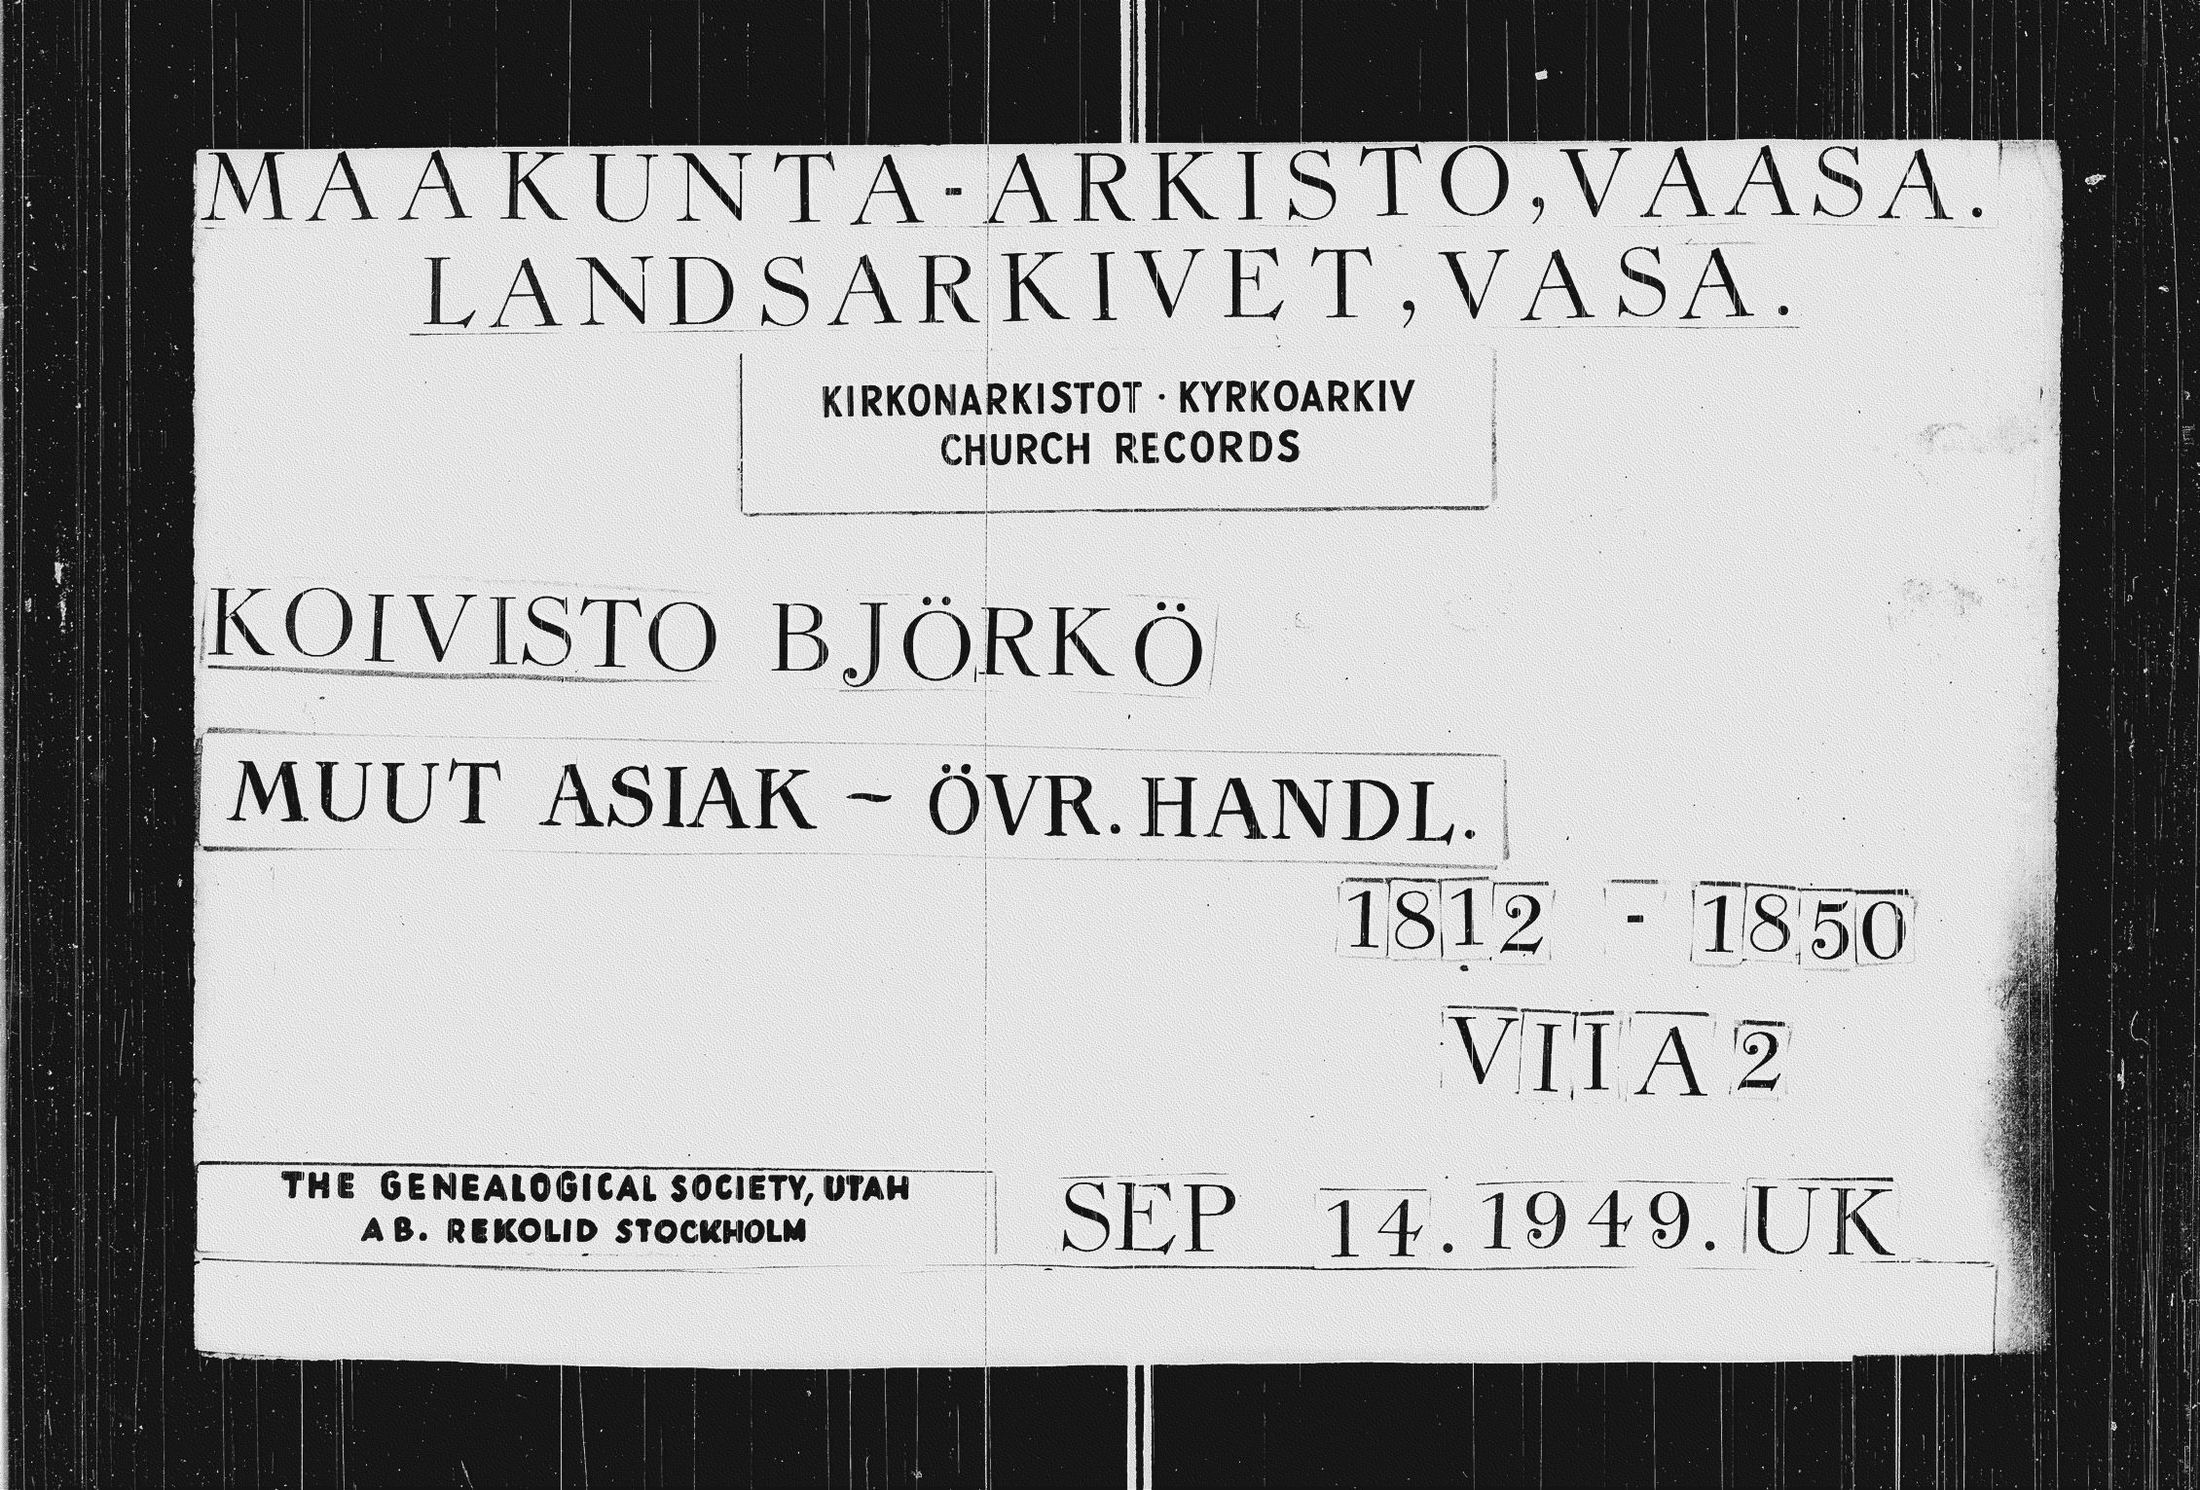 MAAKUNTA-ARKISTO, VAASA.
LANDSARKIVET, VASA.
KIRKONARKISTOT · KYRKOARKIV
CHURCH RECORDS
KOIVISTO BJÖRKÖ
MUUT ASIAK ~ ÖVR. HANDL.
1812 - 1850
VII A 2
THE GENEALOGICAL SOCIETY, UTAH
AB. REKOLID STOCKHOLM
SEP 14. 1949. UK